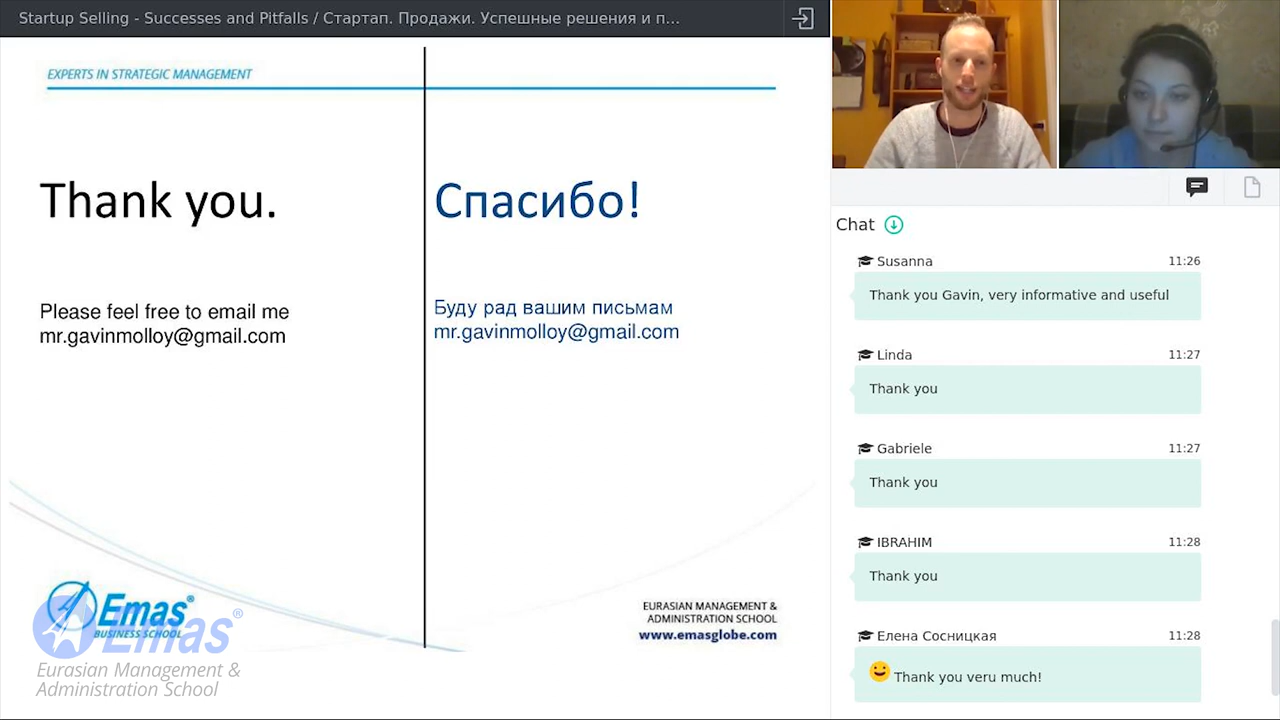 Startup Selling - Successes and Pitfalls / Стартап. Продажи. Успешные решения и п...
EXPERTS IN STRATEGIC MANAGEMENT
Thank you.
Please feel free to email me
mr.gavinmolloy@gmail.com
Спасибо!
Буду рад вашим письмам
mr.gavinmolloy@gmail.com
Emas®
BUSINESS SCHOOL
Emas®
Eurasian Management &
Administration School
EURASIAN MANAGEMENT &
ADMINISTRATION SCHOOL
www.emasglobe.com
Chat
Susanna 11:26
Thank you Gavin, very informative and useful
Linda 11:27
Thank you
Gabriele 11:27
Thank you
IBRAHIM 11:28
Thank you
Елена Сосницкая 11:28
Thank you veru much!